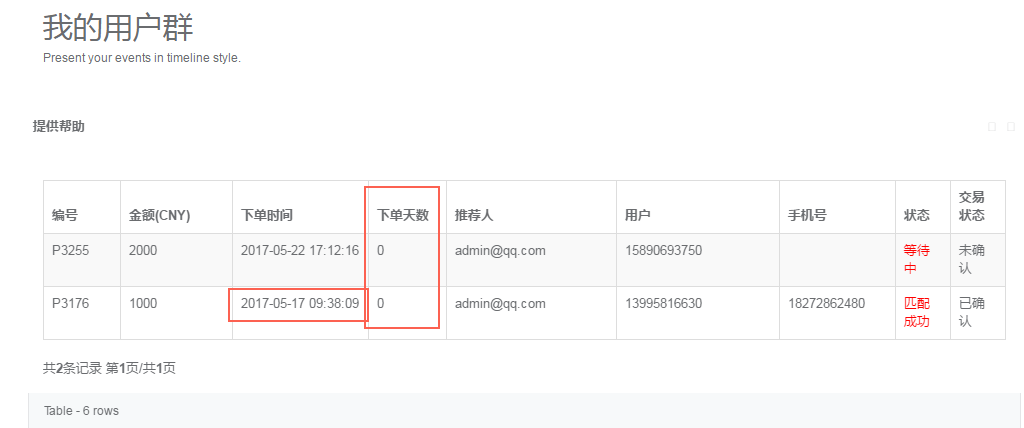 我的用户群
Present your events in timeline style.
提供帮助
编号 金额(CNY) 下单时间 下单天数 推荐人 用户 手机号 状态 交易状态
P3255 2000 2017-05-22 17:12:16 0 admin@qq.com 15890693750 等待中 未确认
P3176 1000 2017-05-17 09:38:09 0 admin@qq.com 13995816630 18272862480 匹配成功 已确认
共2条记录 第1页/共1页
Table - 6 rows